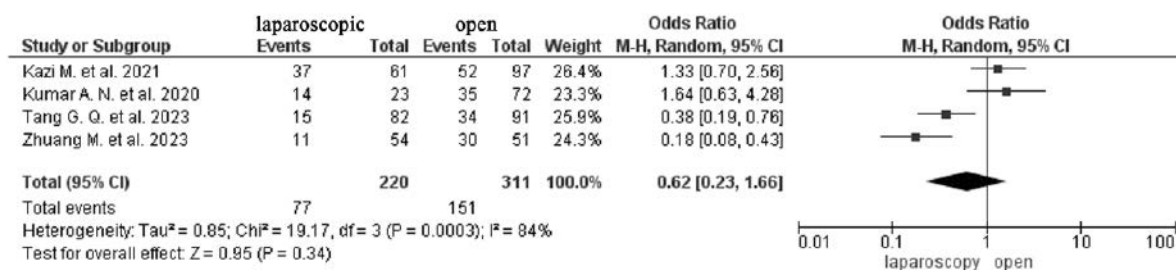 laparoscopic open Odds Ratio Odds Ratio
Study or Subgroup Events Total Events Total Weight M-H, Random, 95% CI M-H, Random, 95% CI
Kazi M. et al. 2021 37 61 52 97 26.4% 1.33 [0.70, 2.56]
Kumar A. N. et al. 2020 14 23 35 72 23.3% 1.64 [0.63, 4.28]
Tang G. Q. et al. 2023 15 82 34 91 25.9% 0.38 [0.19, 0.76]
Zhuang M. et al. 2023 11 54 30 51 24.3% 0.18 [0.08, 0.43]
Total (95% CI) 220 311 100.0% 0.62 [0.23, 1.66]
Total events 77 151
Heterogeneity: Tau² = 0.85; Chi² = 19.17, df = 3 (P = 0.0003); I² = 84%
Test for overall effect: Z = 0.95 (P = 0.34)
0.01 0.1 1 10 100
laparoscopy open